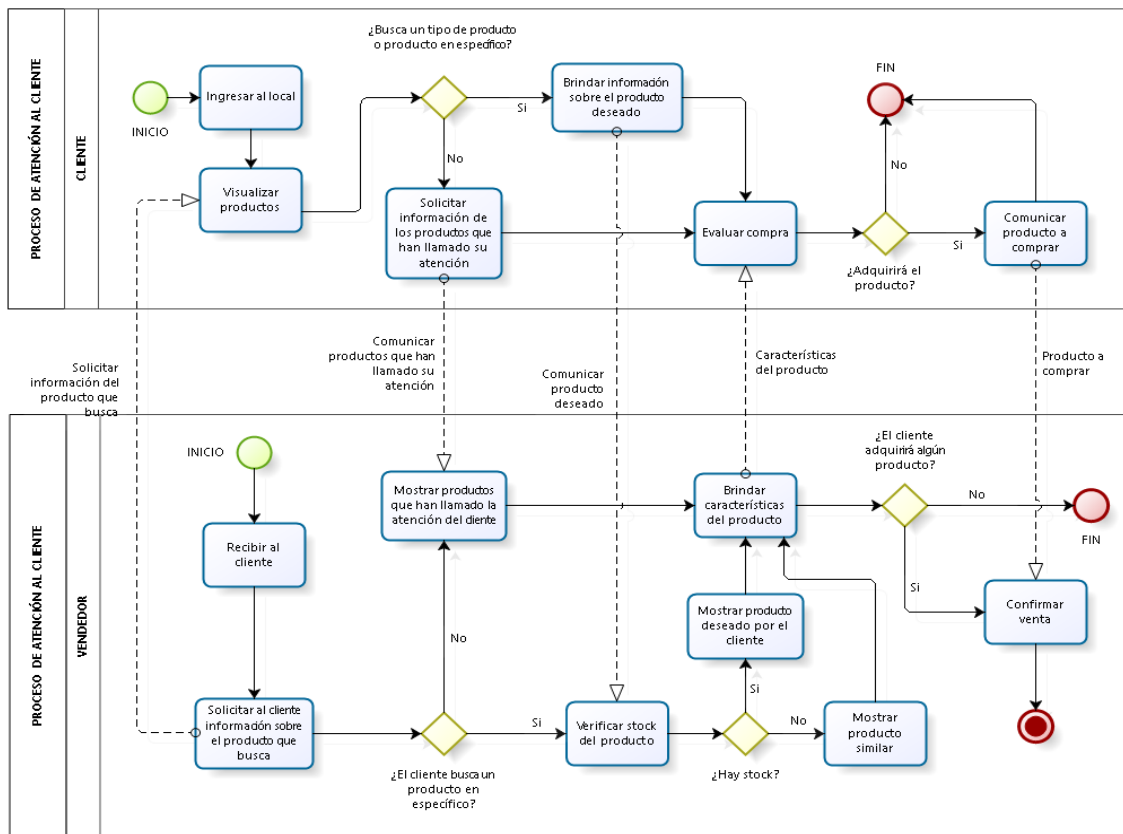 PROCESO DE ATENCIÓN AL CLIENTE
CLIENTE
INICIO
Ingresar al local
Visualizar
productos
¿Busca un tipo de producto
o producto en específico?
Si
No
Brindar información
sobre el producto
deseado
Solicitar
información de
los productos que
han llamado su
atención
Evaluar compra
FIN
No
Si
¿Adquirirá el
producto?
Comunicar
producto a
comprar
Solicitar
información del
producto que
busca
Comunicar
productos que han
llamado su
atención
Comunicar
producto
deseado
Características
del producto
Producto a
comprar
PROCESO DE ATENCIÓN AL CLIENTE
VENDEDOR
INICIO
Recibir al
cliente
Solicitar al cliente
información sobre
el producto que
busca
Mostrar productos
que han llamado la
atención del cliente
No
Si
¿El cliente busca un
producto en
específico?
Verificar stock
del producto
¿Hay stock?
Si
No
Mostrar producto
deseado por el
cliente
Mostrar
producto
similar
Brindar
características
del producto
¿El cliente
adquirirá algún
producto?
No
Si
FIN
Confirmar
venta